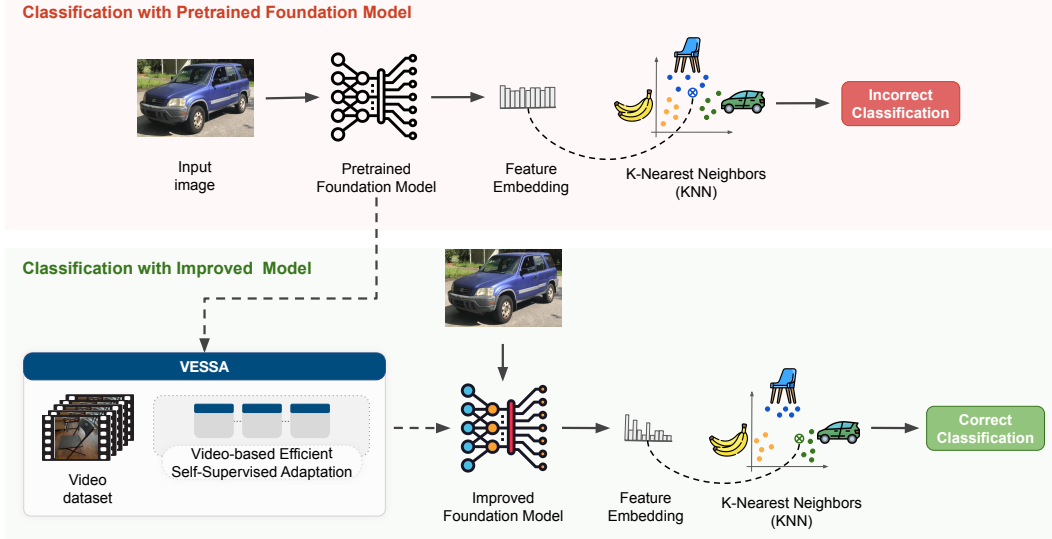 Classification with Pretrained Foundation Model
Input
image
Pretrained
Foundation Model
Feature
Embedding
K-Nearest Neighbors
(KNN)
Incorrect
Classification
Classification with Improved Model
VESSA
Video
dataset
Video-based Efficient
Self-Supervised Adaptation
Improved
Foundation Model
Feature
Embedding
K-Nearest Neighbors
(KNN)
Correct
Classification